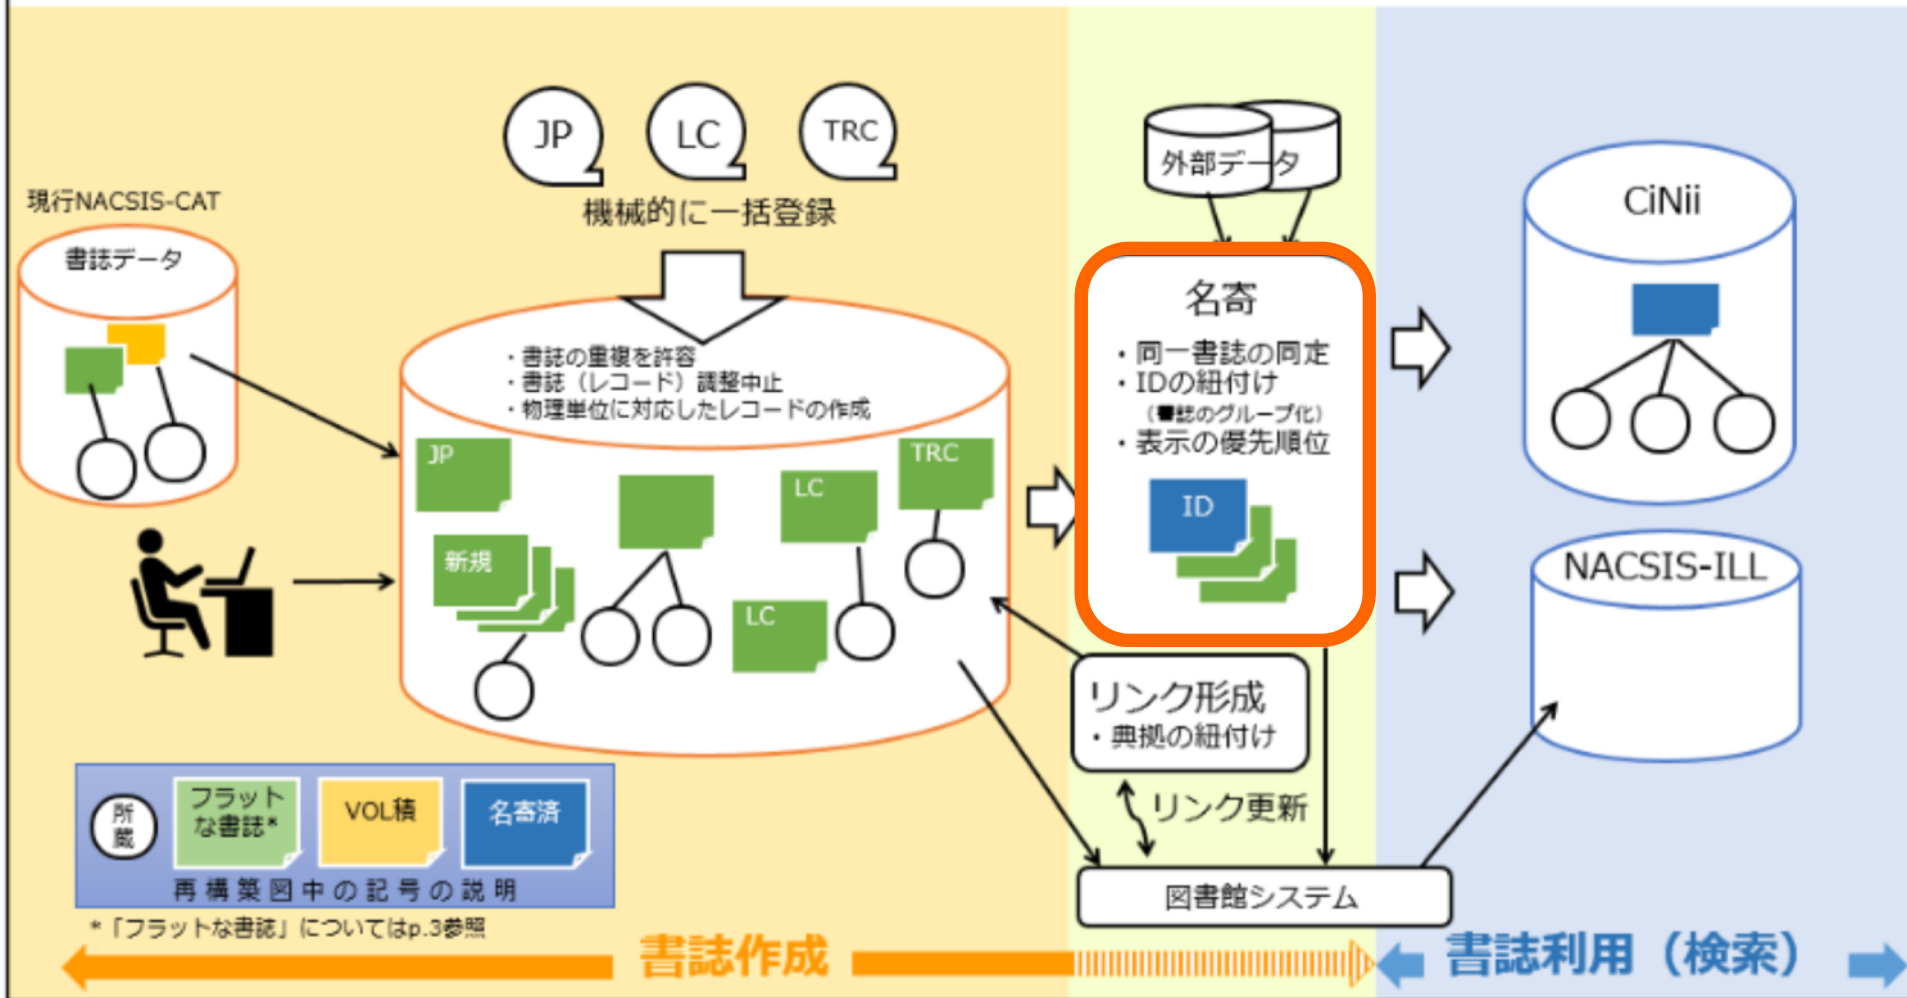 JP
LC
TRC
機械的に一括登録
現行NACSIS-CAT
書誌データ
・書誌の重複を許容
・書誌（レコード）調整中止
・物理単位に対応したレコードの作成
JP
新規
LC
LC
TRC
外部データ
名寄
・同一書誌の同定
・IDの紐付け
（書誌のグループ化）
・表示の優先順位
ID
リンク形成
・典拠の紐付け
リンク更新
図書館システム
CiNii
NACSIS-ILL
所蔵
フラット
な書誌*
VOL積
名寄済
再構築図中の記号の説明
*「フラットな書誌」についてはp.3参照
書誌作成
書誌利用（検索）